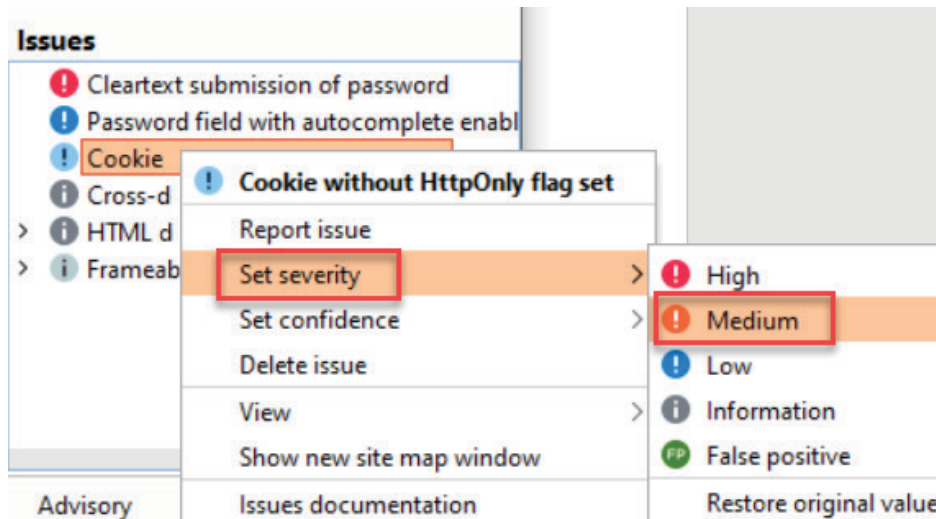 Issues
Cleartext submission of password
Password field with autocomplete enabl
Cookie
Cross-d
HTML d
Frameab
Cookie without HttpOnly flag set
Report issue
Set severity
Set confidence
Delete issue
View
Show new site map window
Issues documentation
High
Medium
Low
Information
FP False positive
Restore original value
Advisory